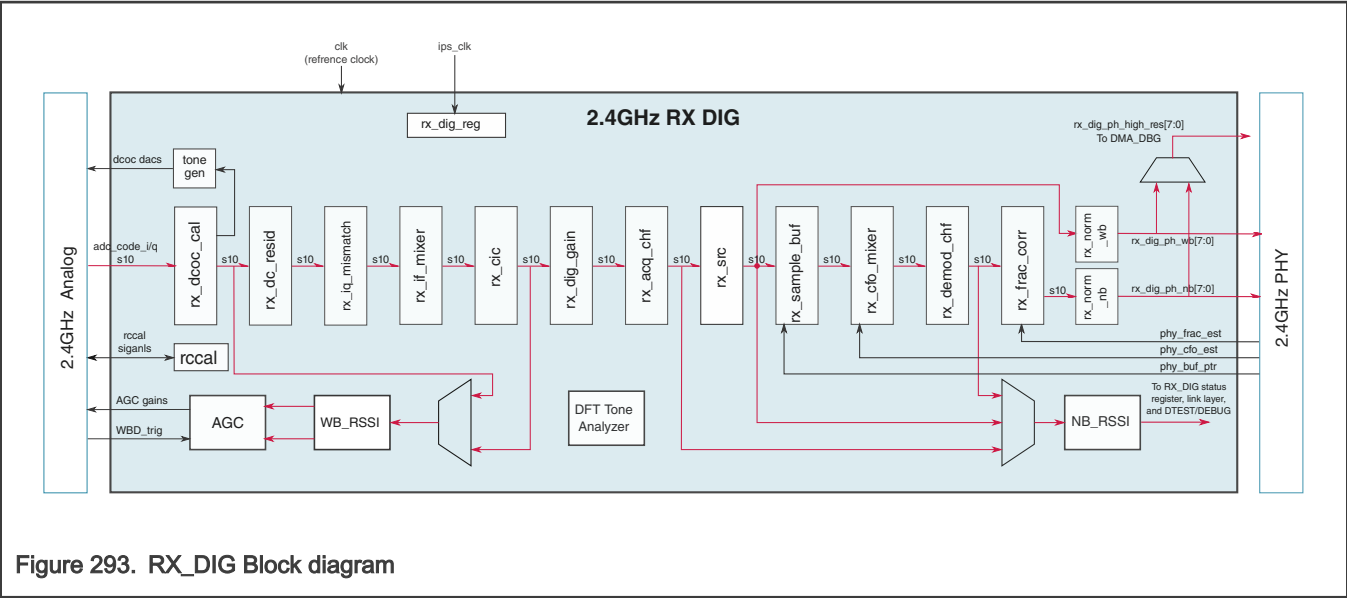 clk
(refrence clock)
ips_clk
2.4GHz RX DIG
rx_dig_reg
rx_dig_ph_high_res[7:0]
To DMA_DBG
dcoc dacs
tone
gen
2.4GHz Analog
adc_code_i/q
s10
rx_dcoc_cal
s10
rx_dc_resid
s10
rx_iq_mismatch
s10
rx_if_mixer
s10
rx_cic
s10
rx_dig_gain
s10
rx_acq_chf
s10
rx_src
s10
rx_sample_buf
s10
rx_cfo_mixer
s10
rx_demod_chf
s10
rx_frac_corr
s10
rx_norm
_wb
rx_dig_ph_wb[7:0]
rx_norm
_nb
rx_dig_ph_nb[7:0]
2.4GHz PHY
phy_frac_est
phy_cfo_est
phy_buf_ptr
rccal
siganls
rccal
AGC gains
WBD_trig
AGC
WB_RSSI
DFT Tone
Analyzer
NB_RSSI
To RX_DIG status
register, link layer,
and DTEST/DEBUG
Figure 293. RX_DIG Block diagram